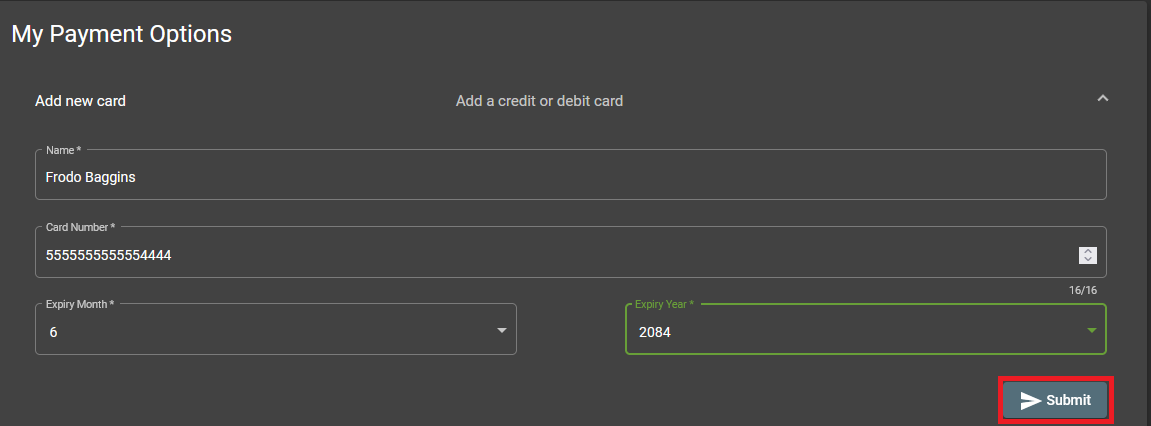 My Payment Options
Add new card
Add a credit or debit card
Name *
Frodo Baggins
Card Number *
5555555555554444
16/16
Expiry Month *
6
Expiry Year *
2084
Submit